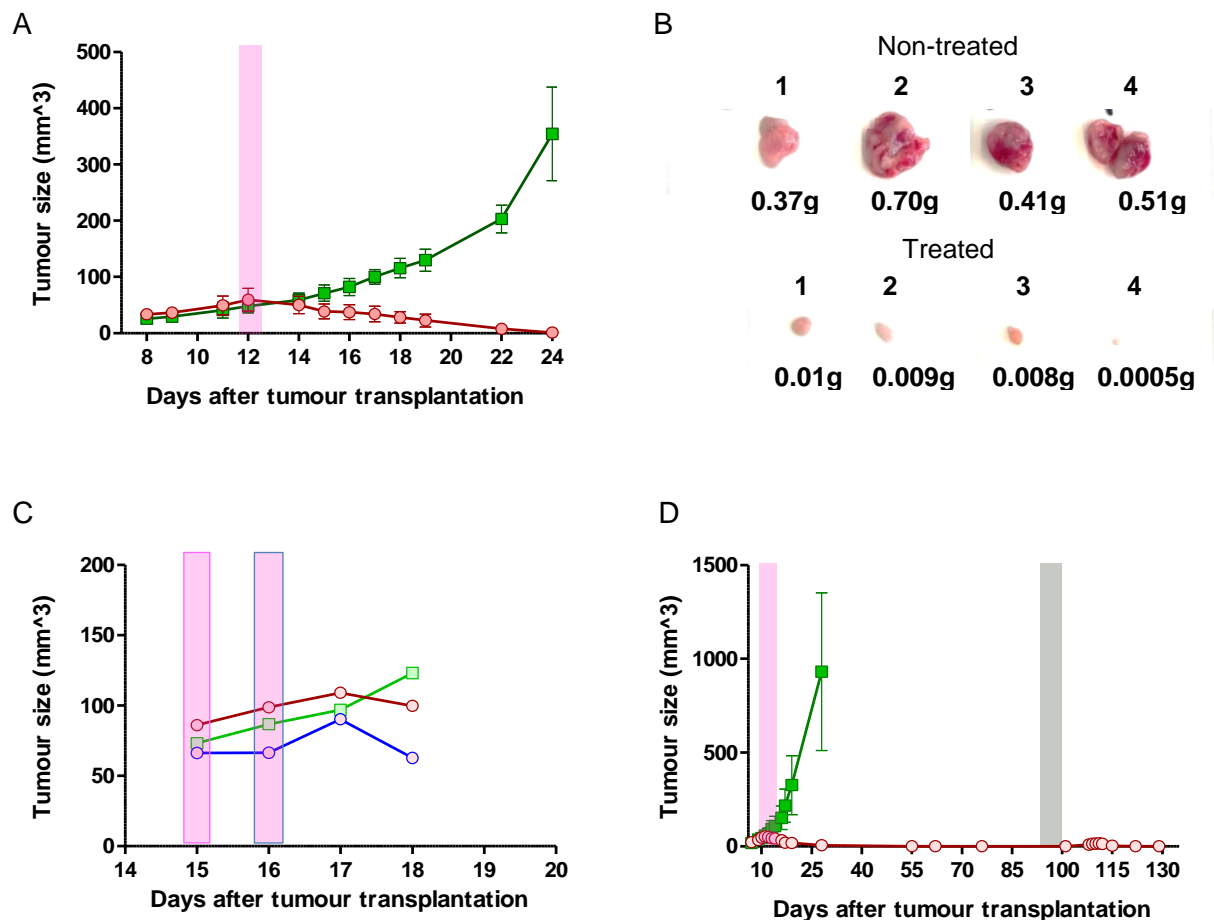 A
Tumour size (mm^3)
500
400
300
200
100
0
8 10 12 14 16 18 20 22 24
Days after tumour transplantation
B
Non-treated
1 2 3 4
0.37g 0.70g 0.41g 0.51g
Treated
1 2 3 4
0.01g 0.009g 0.008g 0.0005g
C
Tumour size (mm^3)
200
150
100
50
0
14 15 16 17 18 19 20
Days after tumour transplantation
D
Tumour size (mm^3)
1500
1000
500
0
10 25 40 55 70 85 100 115 130
Days after tumour transplantation